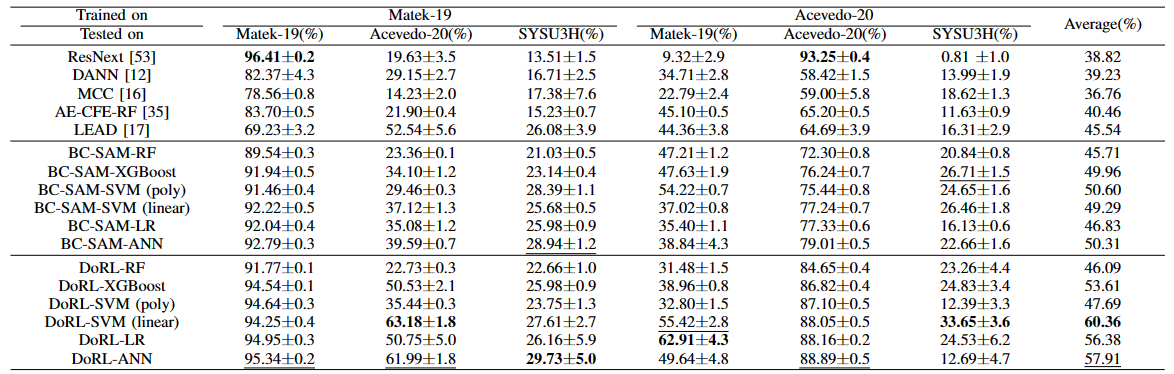 Trained on Matek-19 Acevedo-20 Average(%)
Tested on Matek-19(%) Acevedo-20(%) SYSU3H(%) Matek-19(%) Acevedo-20(%) SYSU3H(%)
ResNext [53] 96.41±0.2 19.63±3.5 13.51±1.5 9.32±2.9 93.25±0.4 0.81 ±1.0 38.82
DANN [12] 82.37±4.3 29.15±2.7 16.71±2.5 34.71±2.8 58.42±1.5 13.99±1.9 39.23
MCC [16] 78.56±0.8 14.23±2.0 17.38±7.6 22.79±2.4 59.00±5.8 18.62±1.3 36.76
AE-CFE-RF [35] 83.70±0.5 21.90±0.4 15.23±0.7 45.10±0.5 65.20±0.5 11.63±0.9 40.46
LEAD [17] 69.23±3.2 52.54±5.6 26.08±3.9 44.36±3.8 64.69±3.9 16.31±2.9 45.54
BC-SAM-RF 89.54±0.3 23.36±0.1 21.03±0.5 47.21±1.2 72.30±0.8 20.84±0.8 45.71
BC-SAM-XGBoost 91.94±0.5 34.10±1.2 23.14±0.4 47.63±1.9 76.24±0.7 26.71±1.5 49.96
BC-SAM-SVM (poly) 91.46±0.4 29.46±0.3 28.39±1.1 54.22±0.7 75.44±0.8 24.65±1.6 50.60
BC-SAM-SVM (linear) 92.22±0.5 37.12±1.3 25.68±0.5 37.02±0.8 77.24±0.7 26.46±1.8 49.29
BC-SAM-LR 92.04±0.4 35.08±1.2 25.98±0.9 35.40±1.1 77.33±0.6 16.13±0.6 46.83
BC-SAM-ANN 92.79±0.3 39.59±0.7 28.94±1.2 38.84±4.3 79.01±0.5 22.66±1.6 50.31
DoRL-RF 91.77±0.1 22.73±0.3 22.66±1.0 31.48±1.5 84.65±0.4 23.26±4.4 46.09
DoRL-XGBoost 94.54±0.1 50.53±2.1 25.98±0.9 38.96±0.8 86.82±0.4 24.83±3.4 53.61
DoRL-SVM (poly) 94.64±0.3 35.44±0.3 23.75±1.3 32.80±1.5 87.10±0.5 12.39±3.3 47.69
DoRL-SVM (linear) 94.25±0.4 63.18±1.8 27.61±2.7 55.42±2.8 88.05±0.5 33.65±3.6 60.36
DoRL-LR 94.95±0.3 50.75±5.0 26.16±5.9 62.91±4.3 88.16±0.2 24.53±6.2 56.38
DoRL-ANN 95.34±0.2 61.99±1.8 29.73±5.0 49.64±4.8 88.89±0.5 12.69±4.7 57.91